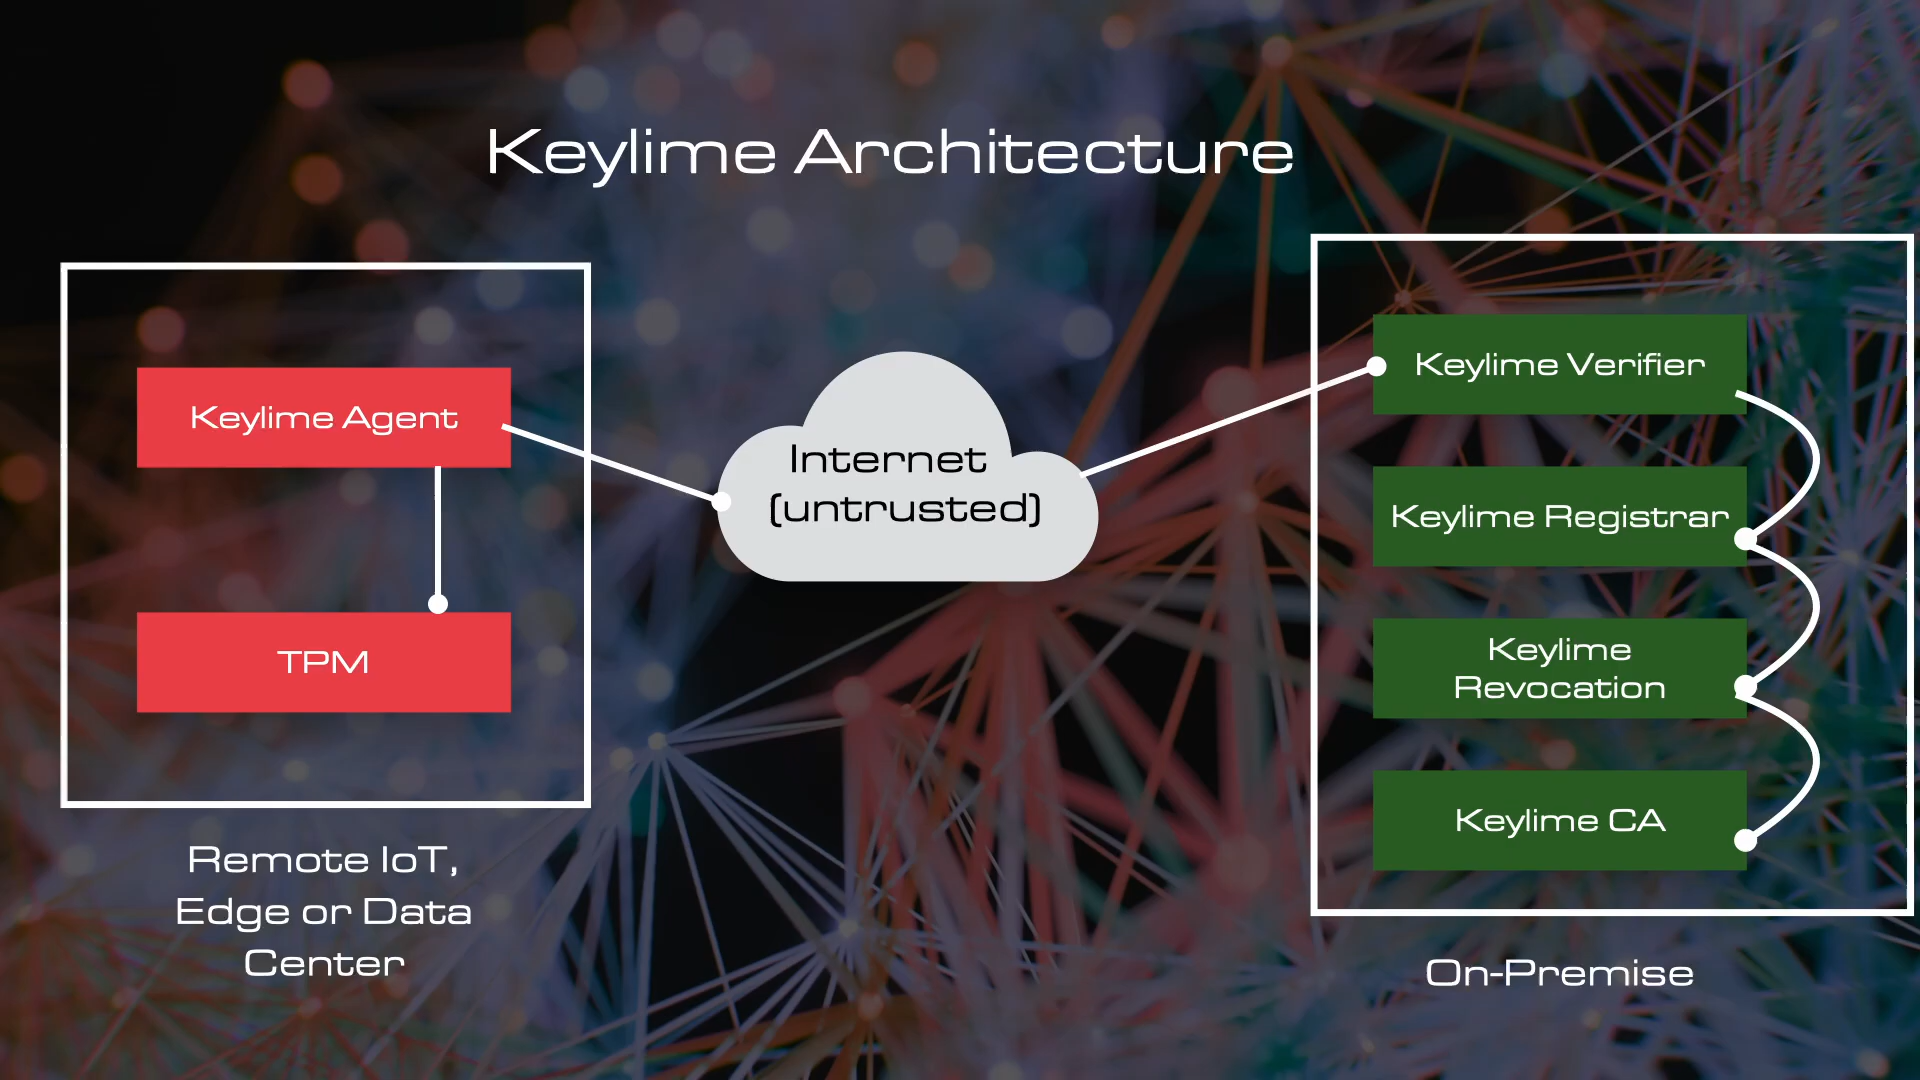 Keylime Architecture
Keylime Agent
TPM
Remote IoT,
Edge or Data
Center
Internet
(untrusted)
Keylime Verifier
Keylime Registrar
Keylime
Revocation
Keylime CA
On-Premise